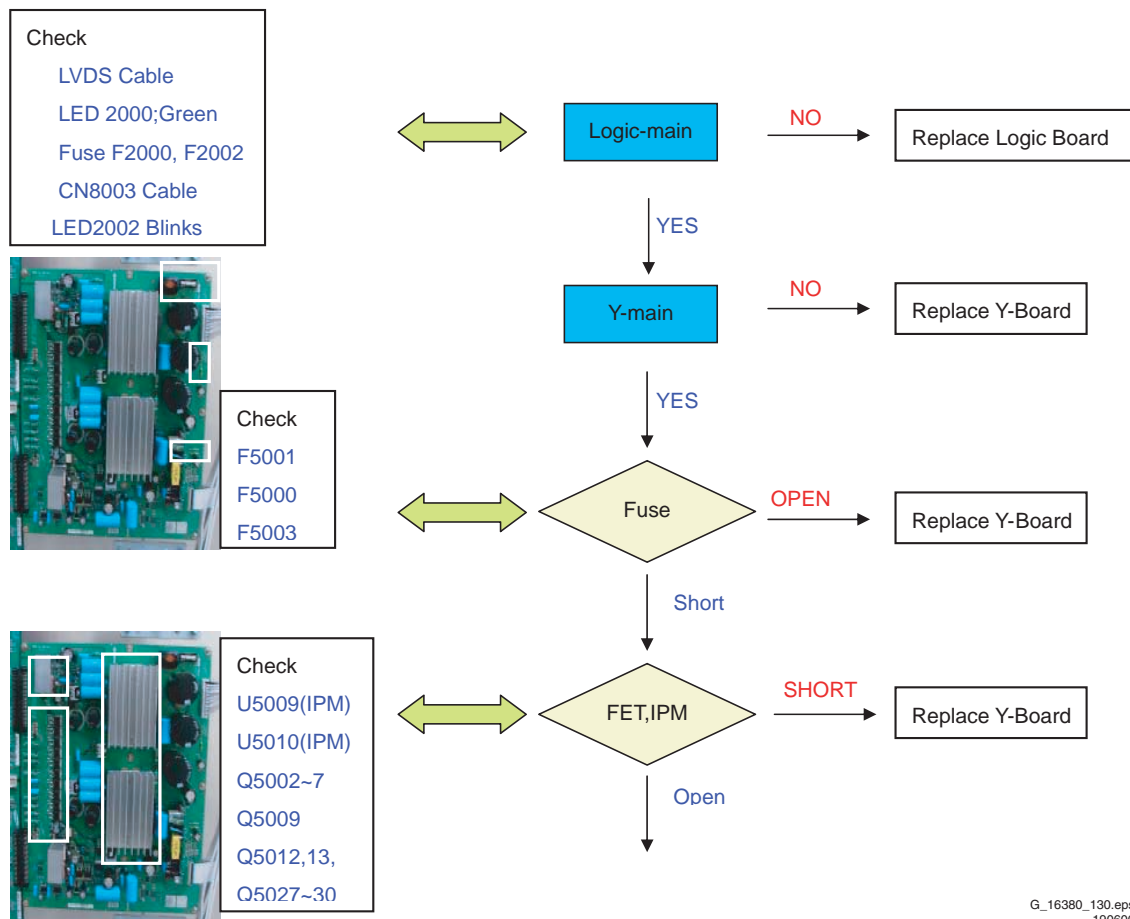 Check
LVDS Cable
LED 2000;Green
Fuse F2000, F2002
CN8003 Cable
LED2002 Blinks
Logic-main
NO
Replace Logic Board
YES
Y-main
NO
Replace Y-Board
YES
Check
F5001
F5000
F5003
Fuse
OPEN
Replace Y-Board
Short
Check
U5009(IPM)
U5010(IPM)
Q5002~7
Q5009
Q5012,13,
Q5027~30
FET,IPM
SHORT
Replace Y-Board
Open
G_16380_130.eps